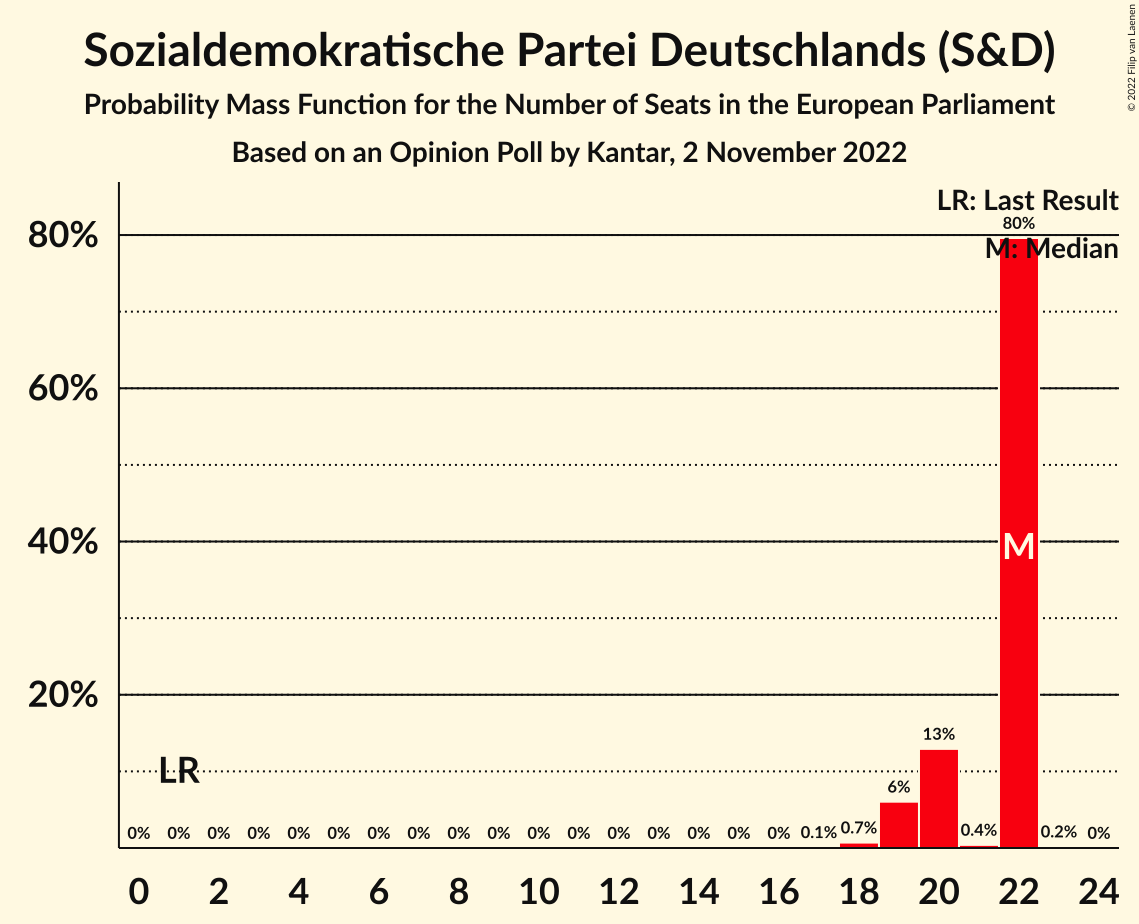 Sozialdemokratische Partei Deutschlands (S&D)
Probability Mass Function for the Number of Seats in the European Parliament
Based on an Opinion Poll by Kantar, 2 November 2022
© 2022 Filip van Laenen
LR: Last Result
M: Median
80%
60%
40%
20%
LR
M
0% 0% 0% 0% 0% 0% 0% 0% 0% 0% 0% 0% 0% 0% 0% 0% 0% 0.1% 0.7% 6% 13% 0.4% 80% 0.2% 0%
0 2 4 6 8 10 12 14 16 18 20 22 24